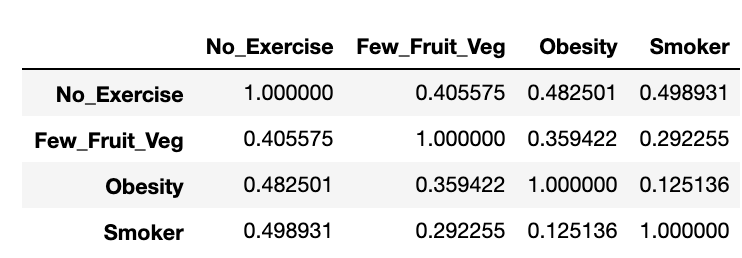 No_Exercise Few_Fruit_Veg Obesity Smoker
No_Exercise 1.000000 0.405575 0.482501 0.498931
Few_Fruit_Veg 0.405575 1.000000 0.359422 0.292255
Obesity 0.482501 0.359422 1.000000 0.125136
Smoker 0.498931 0.292255 0.125136 1.000000